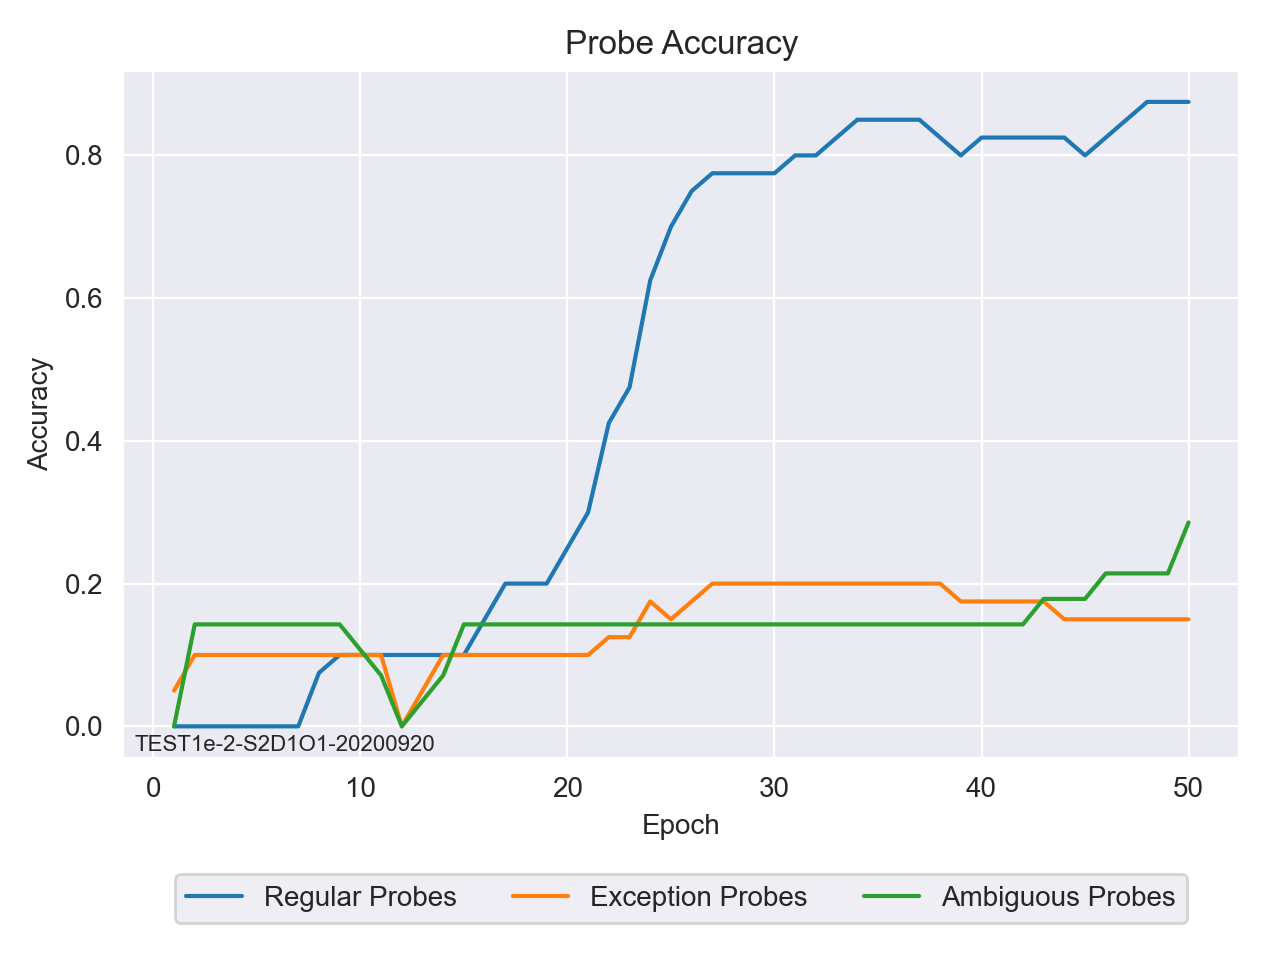 Probe Accuracy
Accuracy
0.8
0.6
0.4
0.2
0.0
TEST1e-2-S2D1O1-20200920
0 10 20 30 40 50
Epoch
Regular Probes Exception Probes Ambiguous Probes